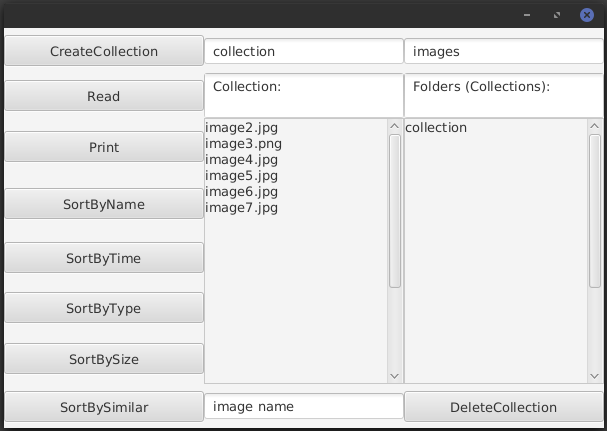 CreateCollection
collection
images
Read
Collection:
Folders (Collections):
Print
image2.jpg
image3.png
image4.jpg
image5.jpg
image6.jpg
image7.jpg
collection
SortByName
SortByTime
SortByType
SortBySize
SortBySimilar
image name
DeleteCollection